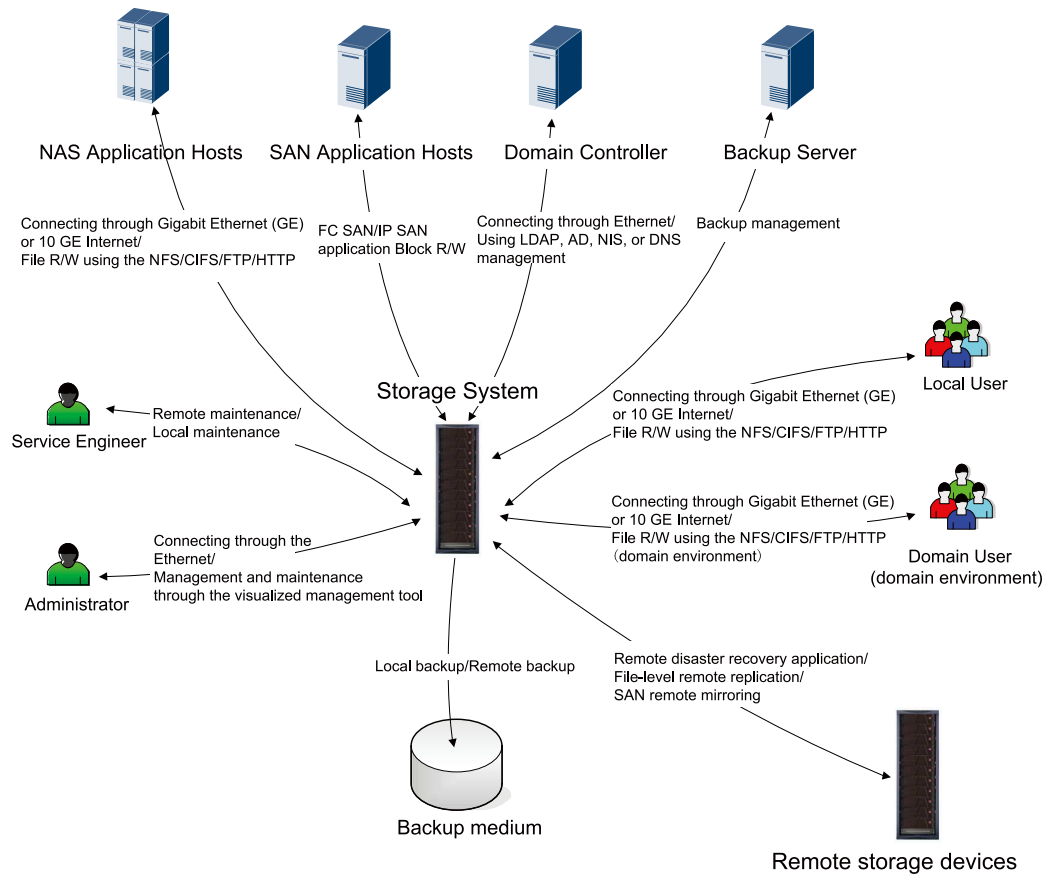 NAS Application Hosts
SAN Application Hosts
Domain Controller
Backup Server
Connecting through Gigabit Ethernet (GE)
or 10 GE Internet/
File R/W using the NFS/CIFS/FTP/HTTP
FC SAN/IP SAN
application Block R/W
Connecting through Ethernet/
Using LDAP, AD, NIS, or DNS
management
Backup management
Storage System
Local User
Connecting through Gigabit Ethernet (GE)
or 10 GE Internet/
File R/W using the NFS/CIFS/FTP/HTTP
Remote maintenance/
Local maintenance
Service Engineer
Connecting through Gigabit Ethernet (GE)
or 10 GE Internet/
File R/W using the NFS/CIFS/FTP/HTTP
(domain environment)
Domain User
(domain environment)
Connecting through the
Ethernet/
Management and maintenance
through the visualized management tool
Administrator
Local backup/Remote backup
Remote disaster recovery application/
File-level remote replication/
SAN remote mirroring
Backup medium
Remote storage devices